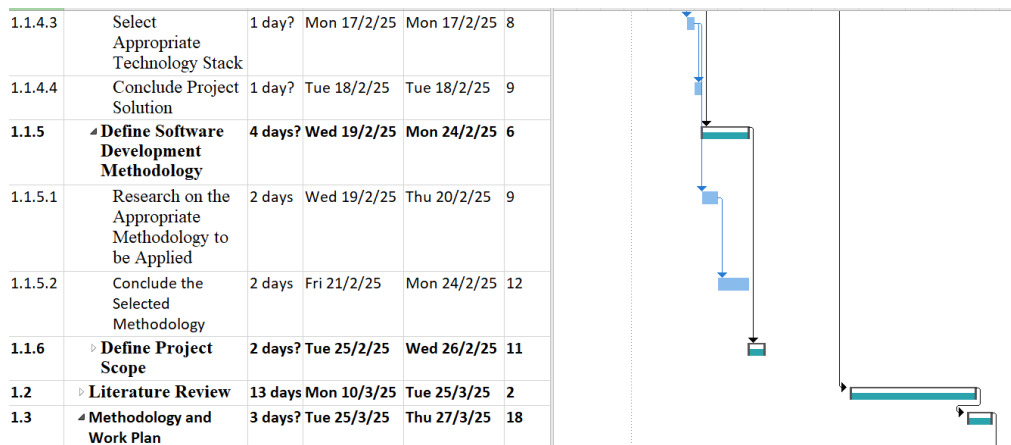 1.1.4.3 Select 1 day? Mon 17/2/25 Mon 17/2/25 8
Appropriate
Technology Stack
1.1.4.4 Conclude Project 1 day? Tue 18/2/25 Tue 18/2/25 9
Solution
1.1.5 Define Software 4 days? Wed 19/2/25 Mon 24/2/25 6
Development
Methodology
1.1.5.1 Research on the 2 days Wed 19/2/25 Thu 20/2/25 9
Appropriate
Methodology to
be Applied
1.1.5.2 Conclude the 2 days Fri 21/2/25 Mon 24/2/25 12
Selected
Methodology
1.1.6 Define Project 2 days? Tue 25/2/25 Wed 26/2/25 11
Scope
1.2 Literature Review 13 days Mon 10/3/25 Tue 25/3/25 2
1.3 Methodology and 3 days? Tue 25/3/25 Thu 27/3/25 18
Work Plan